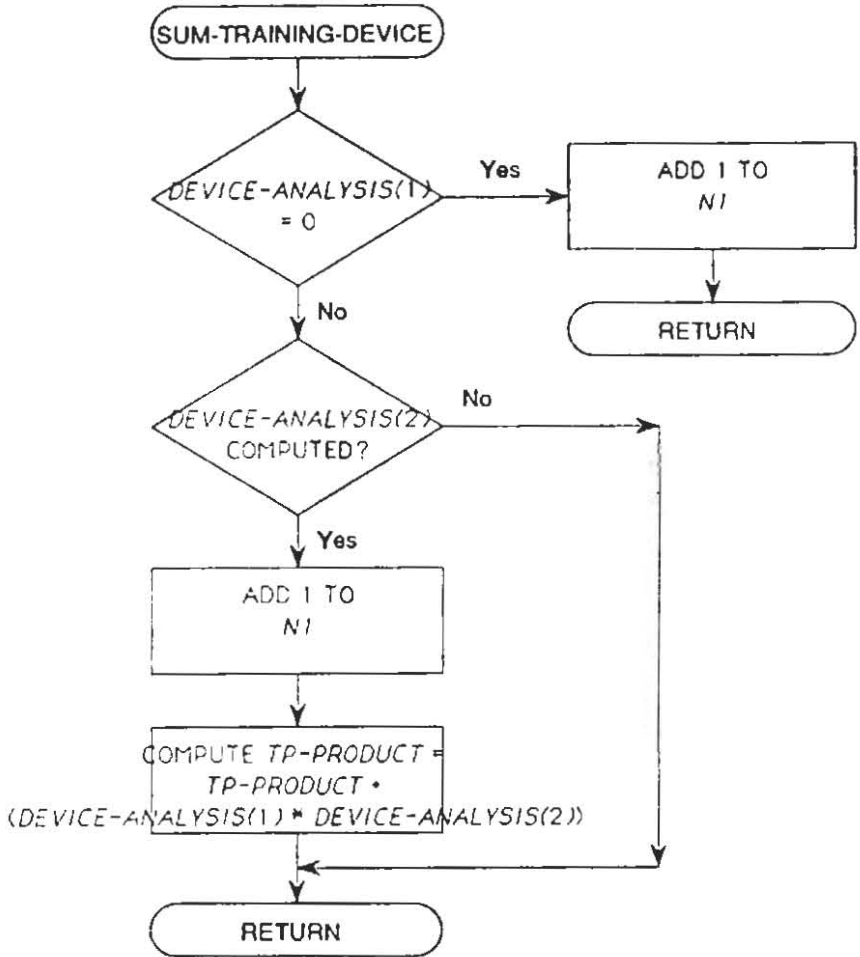 SUM-TRAINING-DEVICE
DEVICE-ANALYSIS(1)
= 0
Yes
ADD 1 TO
N1
RETURN
No
DEVICE-ANALYSIS(2)
COMPUTED?
No
Yes
ADD 1 TO
N1
COMPUTE TP-PRODUCT =
TP-PRODUCT +
(DEVICE-ANALYSIS(1) * DEVICE-ANALYSIS(2))
RETURN